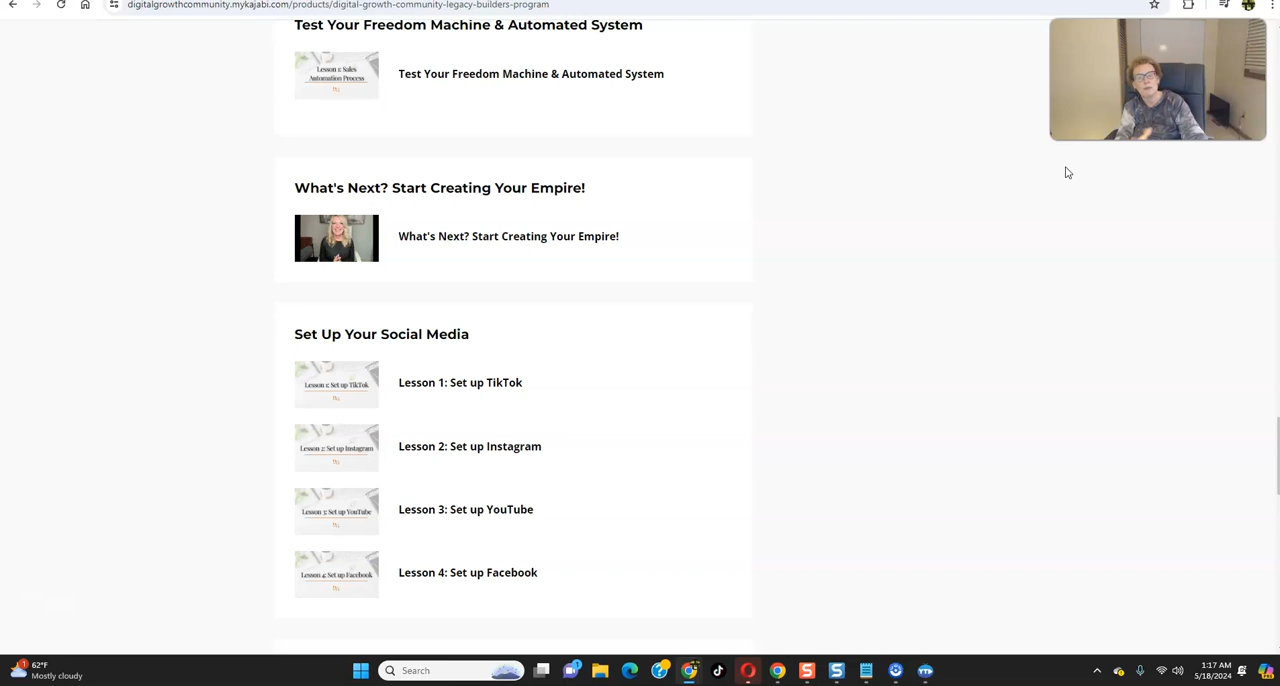 digitalgrowthcommunity.mykajabi.com/products/digital-growth-community-legacy-builders-program
Test Your Freedom Machine & Automated System
Lesson 1: Sales
Automation Process
Test Your Freedom Machine & Automated System
What's Next? Start Creating Your Empire!
What's Next? Start Creating Your Empire!
Set Up Your Social Media
Lesson 1: Set up TikTok
Lesson 1: Set up TikTok
Lesson 2: Set up Instagram
Lesson 2: Set up Instagram
Lesson 3: Set up YouTube
Lesson 3: Set up YouTube
Lesson 4: Set up Facebook
Lesson 4: Set up Facebook
1
62°F
Mostly cloudy
Search
1
1:17 AM
5/18/2024